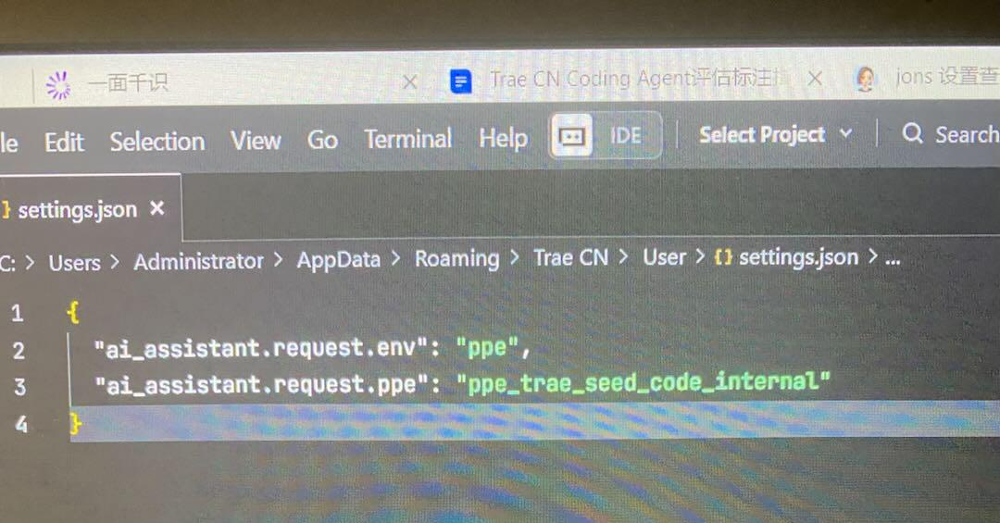 一面千识
Trae CN Coding Agent评估标注
jons 设置查
le Edit Selection View Go Terminal Help IDE Select Project Search
{} settings.json ×
C: > Users > Administrator > AppData > Roaming > Trae CN > User > {} settings.json > ...
1 {
2 "ai_assistant.request.env": "ppe",
3 "ai_assistant.request.ppe": "ppe_trae_seed_code_internal"
4 }